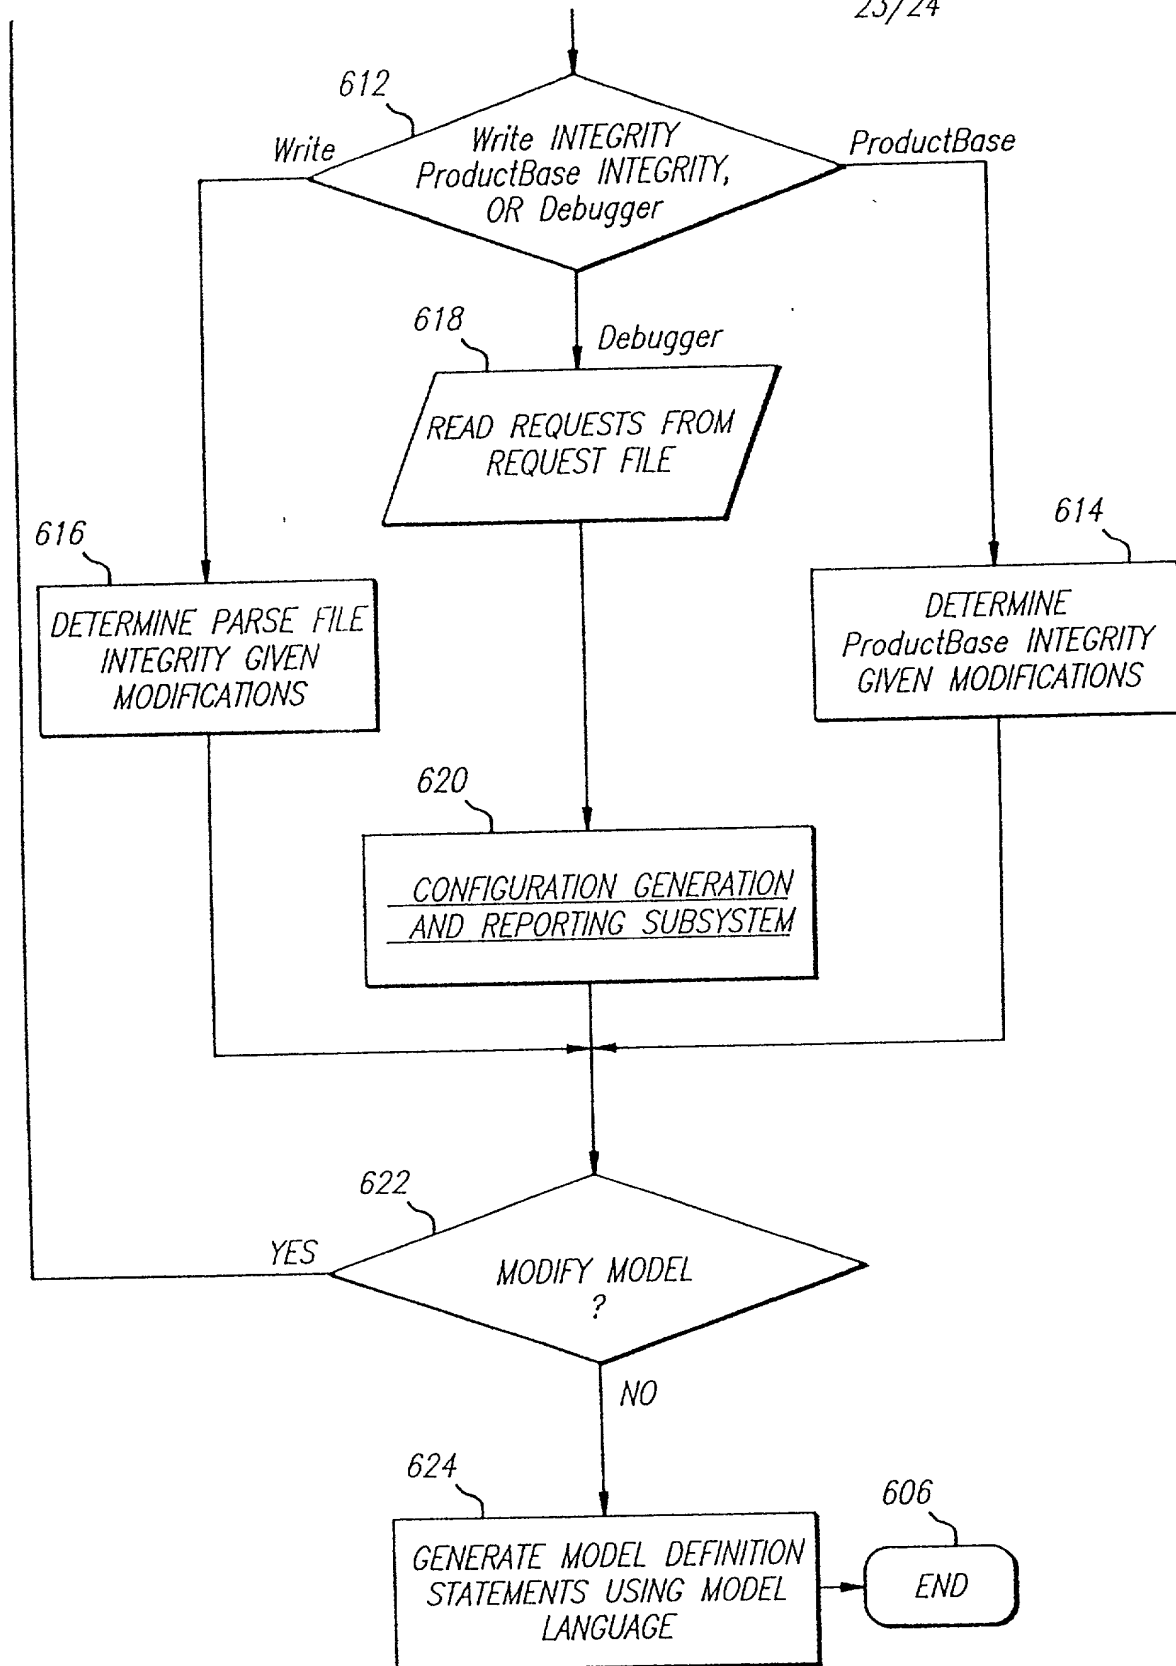 23/24
612
Write INTEGRITY
ProductBase INTEGRITY,
OR Debugger
Write
ProductBase
618
Debugger
READ REQUESTS FROM
REQUEST FILE
616
DETERMINE PARSE FILE
INTEGRITY GIVEN
MODIFICATIONS
614
DETERMINE
ProductBase INTEGRITY
GIVEN MODIFICATIONS
620
CONFIGURATION GENERATION
AND REPORTING SUBSYSTEM
622
YES
MODIFY MODEL
?
NO
624
GENERATE MODEL DEFINITION
STATEMENTS USING MODEL
LANGUAGE
606
END